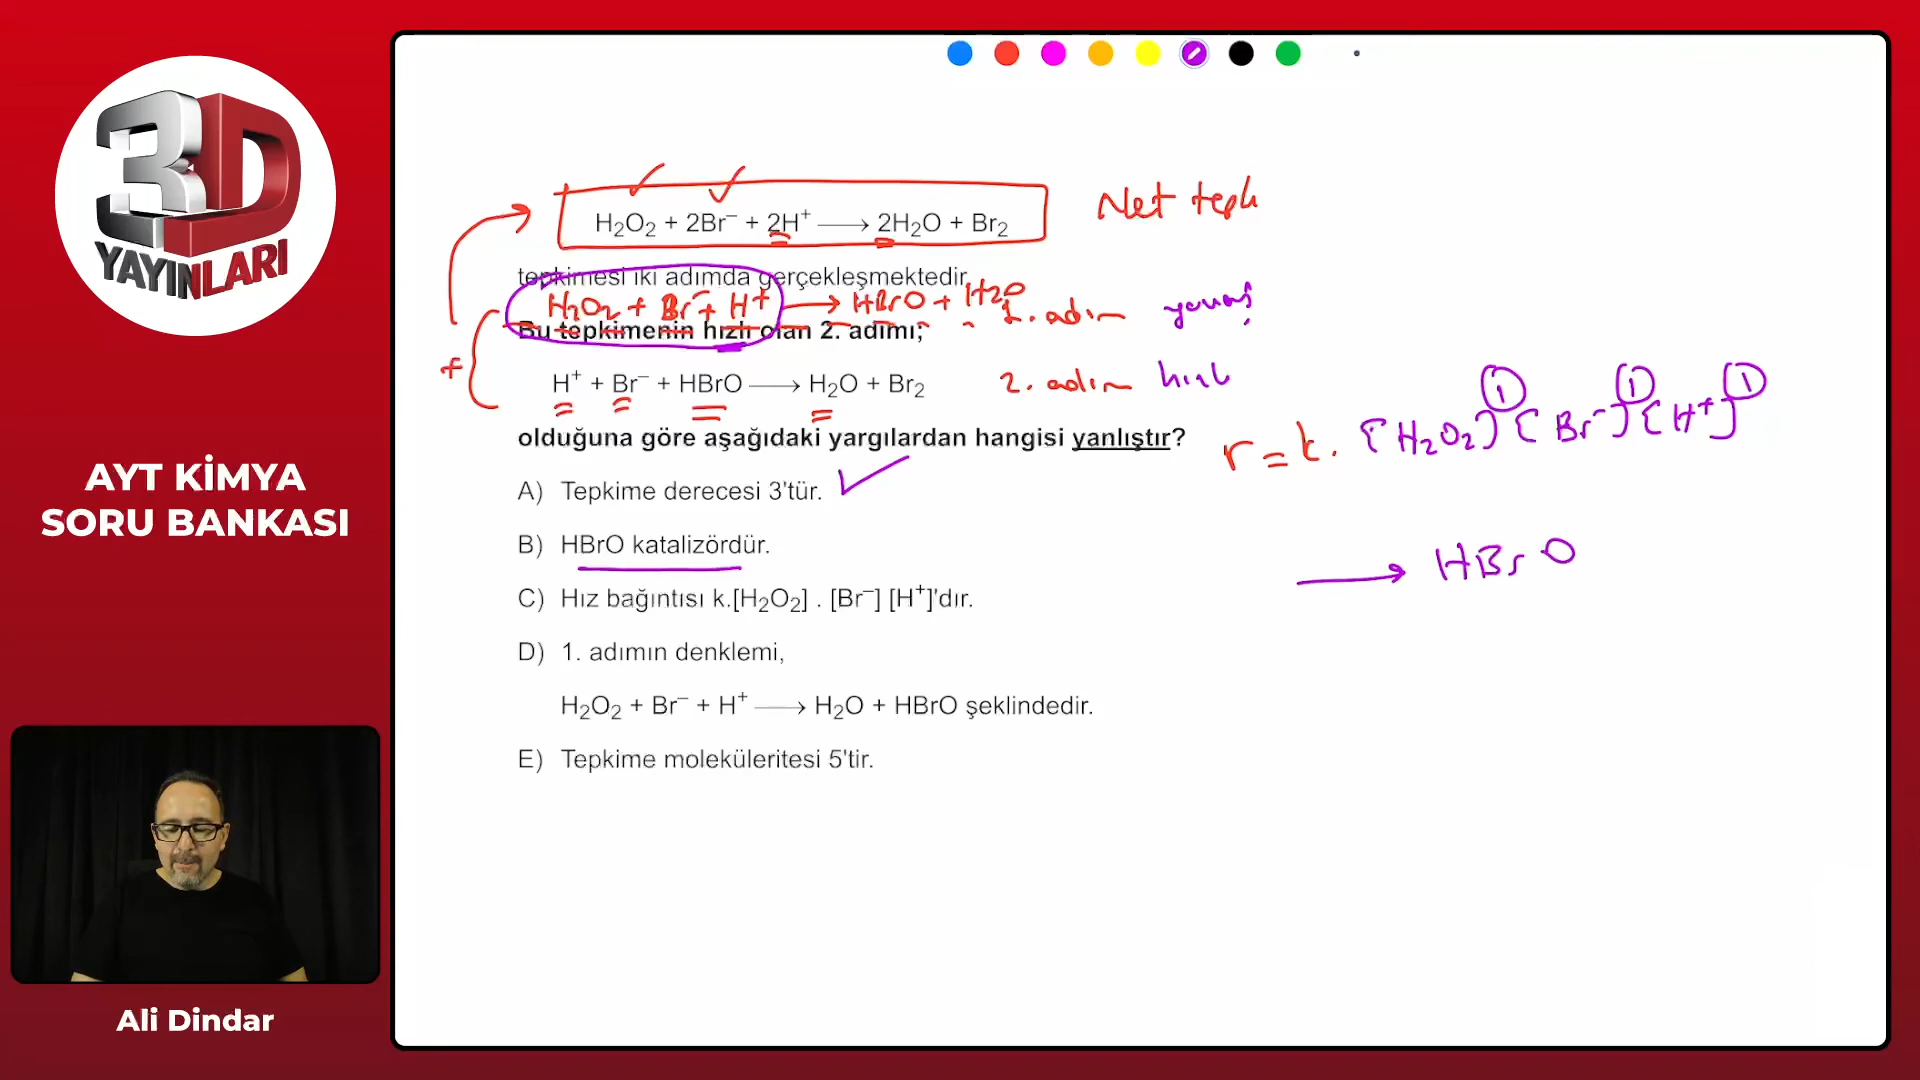 3D
YAYINLARI
AYT KİMYA
SORU BANKASI
Ali Dindar
H₂O₂ + 2Br⁻ + 2H⁺ ⟶ 2H₂O + Br₂
Net tepk
tepkimesi iki adımda gerçekleşmektedir.
H₂O₂ + Br⁻ + H⁺ → HBrO + H₂O
1. adım yavaş
Bu tepkimenin hızlı olan 2. adımı;
+
H⁺ + Br⁻ + HBrO ⟶ H₂O + Br₂
2. adım hızlı
olduğuna göre aşağıdaki yargılardan hangisi yanlıştır?
r = k. [H₂O₂]¹ [Br⁻]¹ [H⁺]¹
A) Tepkime derecesi 3'tür.
B) HBrO katalizördür.
→ HBrO
C) Hız bağıntısı k.[H₂O₂] . [Br⁻] [H⁺]'dır.
D) 1. adımın denklemi,
H₂O₂ + Br⁻ + H⁺ ⟶ H₂O + HBrO şeklindedir.
E) Tepkime moleküleritesi 5'tir.